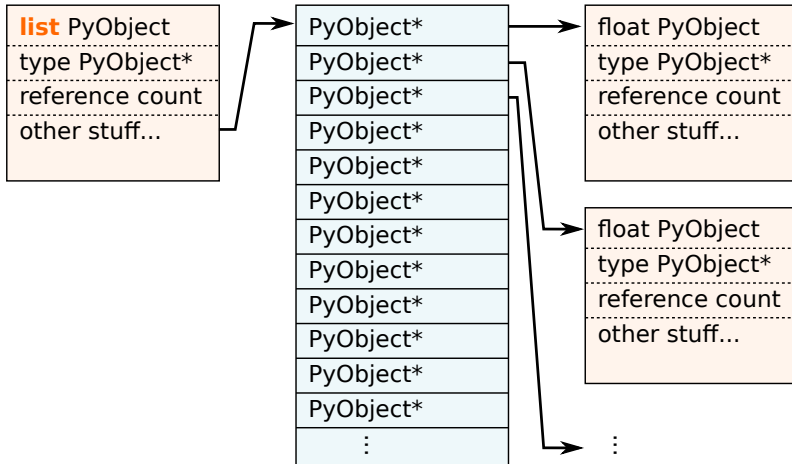 list PyObject
type PyObject*
reference count
other stuff...
PyObject*
PyObject*
PyObject*
PyObject*
PyObject*
PyObject*
PyObject*
PyObject*
PyObject*
PyObject*
PyObject*
PyObject*
⋮
float PyObject
type PyObject*
reference count
other stuff...
float PyObject
type PyObject*
reference count
other stuff...
⋮